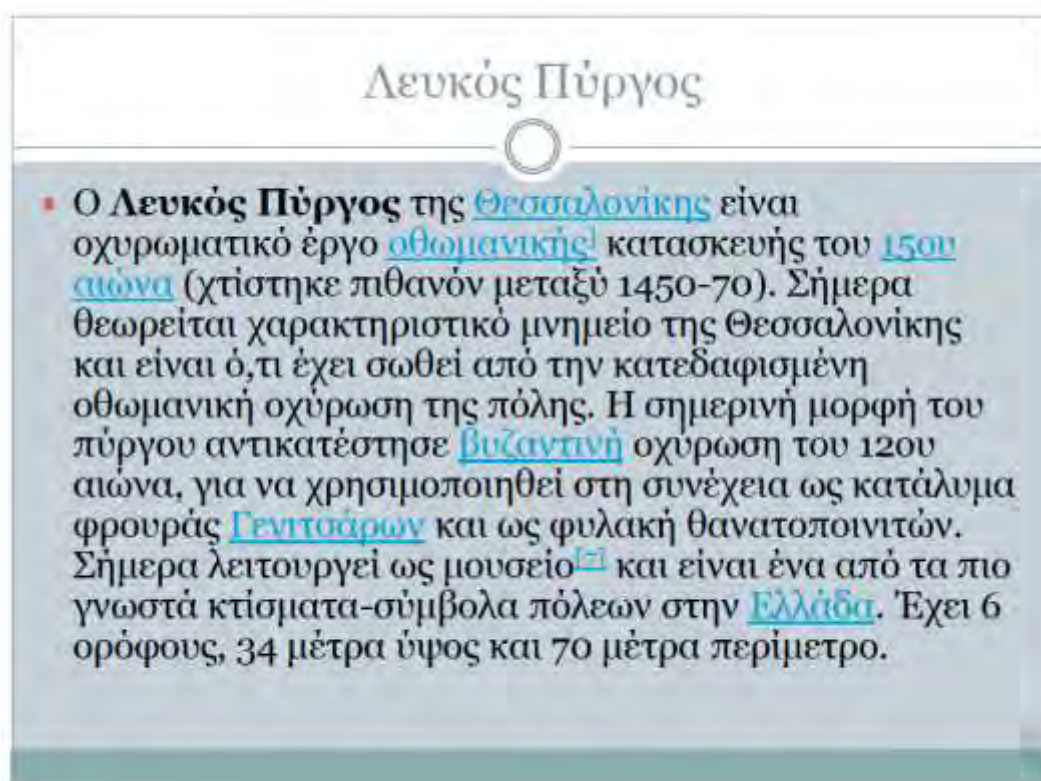 Λευκός Πύργος
▪ Ο Λευκός Πύργος της Θεσσαλονίκης είναι
οχυρωματικό έργο οθωμανικής] κατασκευής του 15ου
αιώνα (χτίστηκε πιθανόν μεταξύ 1450-70). Σήμερα
θεωρείται χαρακτηριστικό μνημείο της Θεσσαλονίκης
και είναι ό,τι έχει σωθεί από την κατεδαφισμένη
οθωμανική οχύρωση της πόλης. Η σημερινή μορφή του
πύργου αντικατέστησε βυζαντινή οχύρωση του 12ου
αιώνα, για να χρησιμοποιηθεί στη συνέχεια ως κατάλυμα
φρουράς Γενιτσάρων και ως φυλακή θανατοποινιτών.
Σήμερα λειτουργεί ως μουσείο[7] και είναι ένα από τα πιο
γνωστά κτίσματα-σύμβολα πόλεων στην Ελλάδα. Έχει 6
ορόφους, 34 μέτρα ύψος και 70 μέτρα περίμετρο.